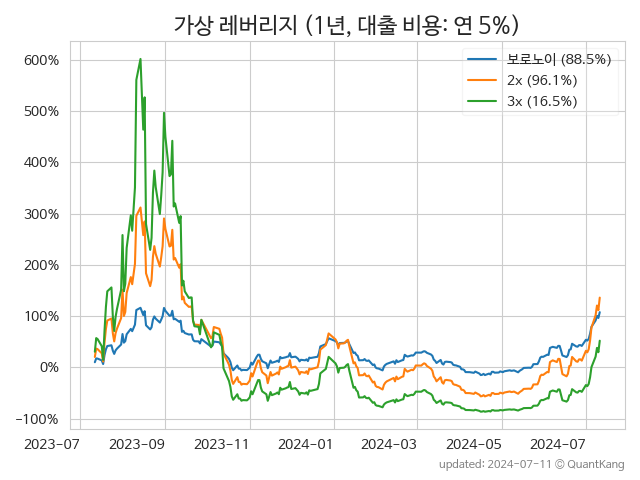 가상 레버리지 (1년, 대출 비용: 연 5%)
보로노이 (88.5%)
2x (96.1%)
3x (16.5%)
600%
500%
400%
300%
200%
100%
0%
−100%
2023-07 2023-09 2023-11 2024-01 2024-03 2024-05 2024-07
updated: 2024-07-11 © QuantKang